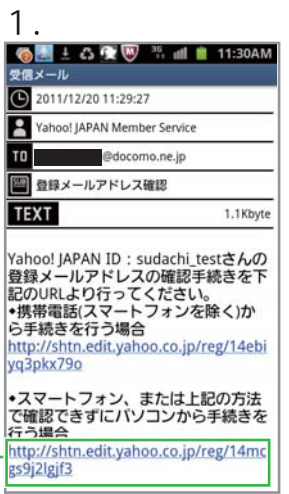 1.
3G 11:30AM
受信メール
2011/12/20 11:29:27
Yahoo! JAPAN Member Service
TO @docomo.ne.jp
SUB 登録メールアドレス確認
TEXT 1.1Kbyte
Yahoo! JAPAN ID：sudachi_testさんの
登録メールアドレスの確認手続きを下
記のURLより行ってください。
◆携帯電話(スマートフォンを除く)か
ら手続きを行う場合
http://shtn.edit.yahoo.co.jp/reg/14ebi
yq3pkx79o
◆スマートフォン、または上記の方法
で確認できずにパソコンから手続きを
行う場合
http://shtn.edit.yahoo.co.jp/reg/14mc
gs9j2lgjf3